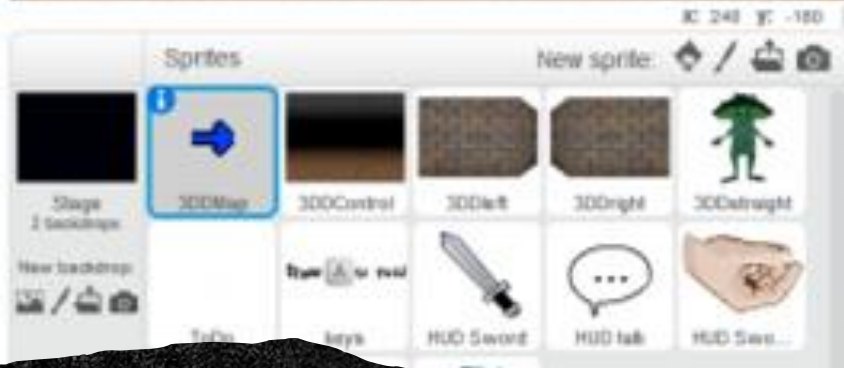 X: 240 Y: -180
Sprites
New sprite:
Stage
2 backdrops
New backdrop
3DDMap
3DDControl
3DDleft
3DDright
3DDstraight
ToDo
keys
HUD Sword
HUD talk
HUD Swo...